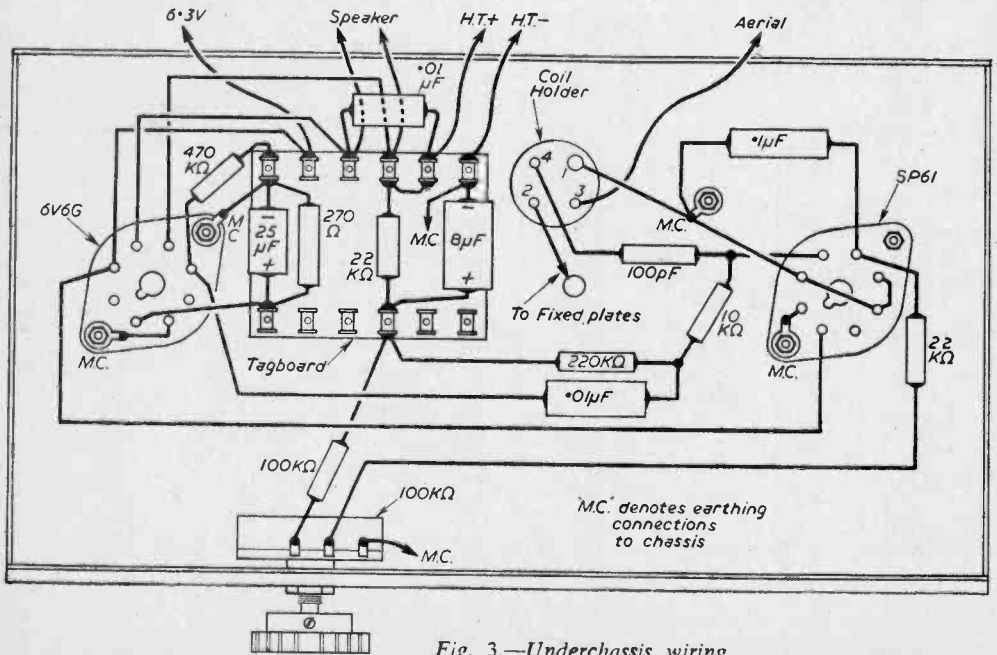 6·3V
Speaker
H.T.+
H.T.–
Aerial
·01
µF
Coil
Holder
470
KΩ
4
1
2
3
·1µF
SP61
6V6G
M
C
–
25
µF
+
270
Ω
22
KΩ
M.C.
–
8µF
+
M.C.
100pF
10
KΩ
To Fixed plates
22
KΩ
M.C.
Tagboard
220KΩ
·01µF
M.C.
100KΩ
100KΩ
M.C.
"M.C." denotes earthing
connections
to chassis
Fig. 3.—Underchassis wiring